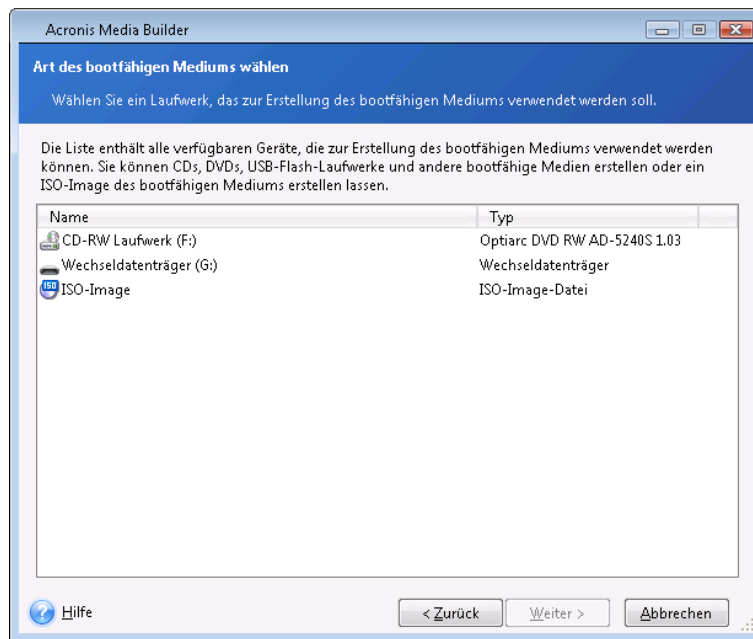 Acronis Media Builder
Art des bootfähigen Mediums wählen
Wählen Sie ein Laufwerk, das zur Erstellung des bootfähigen Mediums verwendet werden soll.
Die Liste enthält alle verfügbaren Geräte, die zur Erstellung des bootfähigen Mediums verwendet werden
können. Sie können CDs, DVDs, USB-Flash-Laufwerke und andere bootfähige Medien erstellen oder ein
ISO-Image des bootfähigen Mediums erstellen lassen.
Name Typ
CD-RW Laufwerk (F:) Optiarc DVD RW AD-5240S 1.03
Wechseldatenträger (G:) Wechseldatenträger
ISO ISO-Image ISO-Image-Datei
Hilfe < Zurück Weiter > Abbrechen